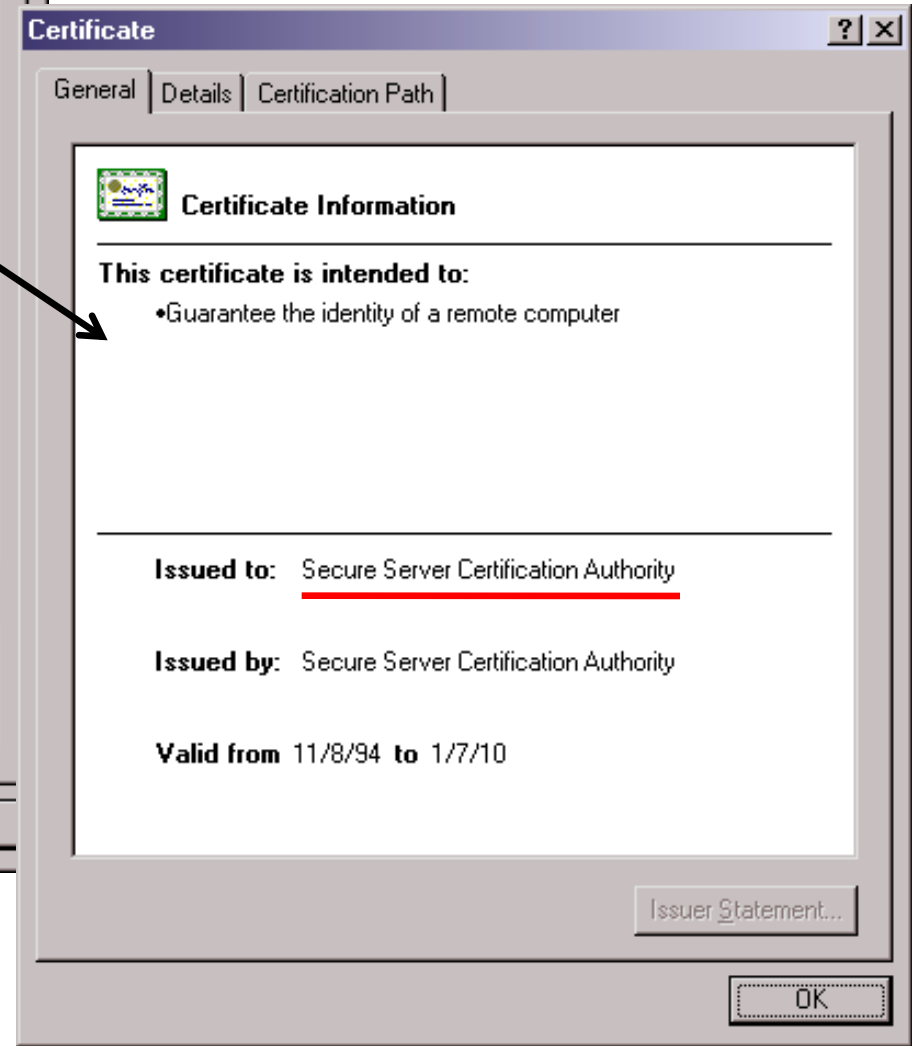 Certificate
General Details Certification Path
Certificate Information
This certificate is intended to:
•Guarantee the identity of a remote computer
Issued to: Secure Server Certification Authority
Issued by: Secure Server Certification Authority
Valid from 11/8/94 to 1/7/10
Issuer Statement...
OK